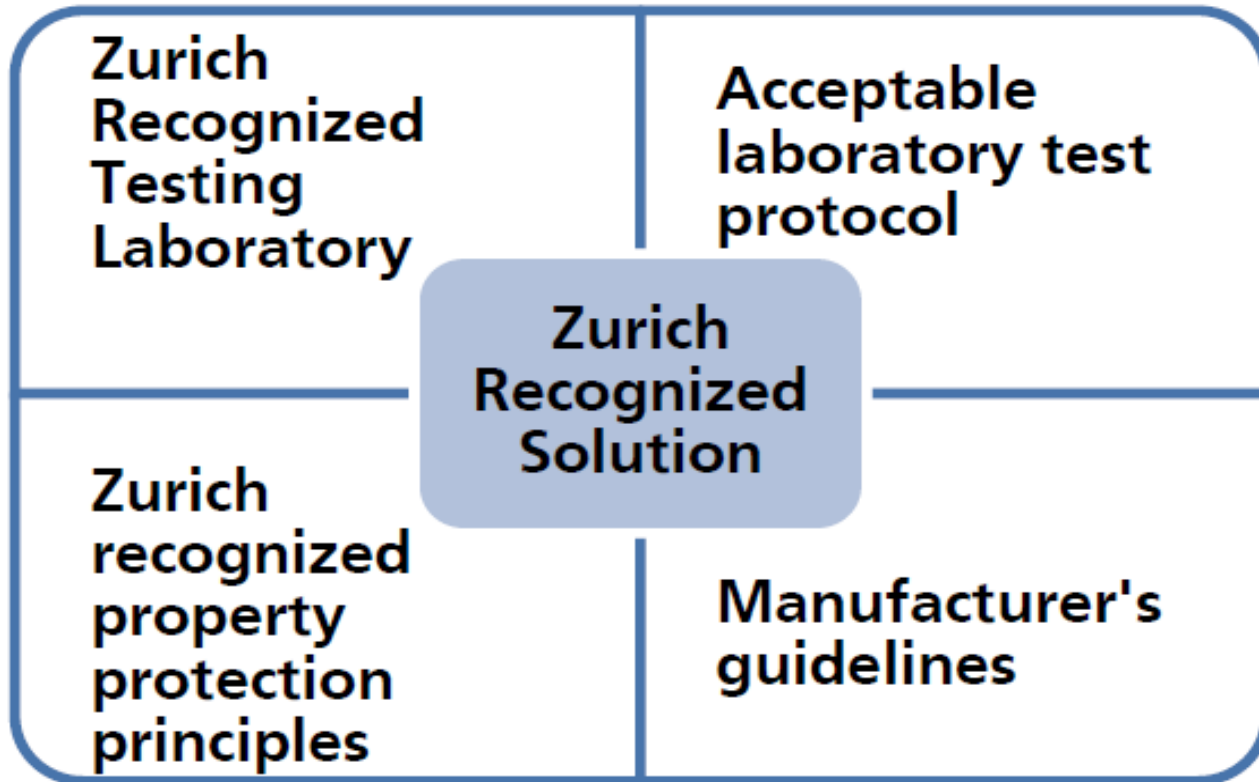 Zurich
Recognized
Testing
Laboratory
Acceptable
laboratory test
protocol
Zurich
Recognized
Solution
Zurich
recognized
property
protection
principles
Manufacturer's
guidelines